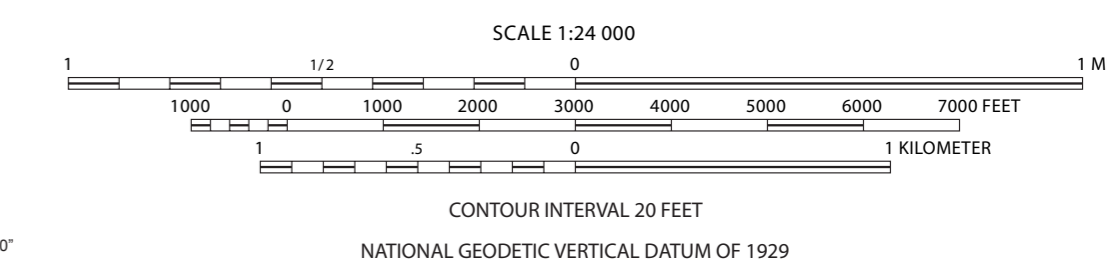 SCALE 1:24 000
1 1/2 0 1 M
1000 0 1000 2000 3000 4000 5000 6000 7000 FEET
1 .5 0 1 KILOMETER
CONTOUR INTERVAL 20 FEET
0” NATIONAL GEODETIC VERTICAL DATUM OF 1929